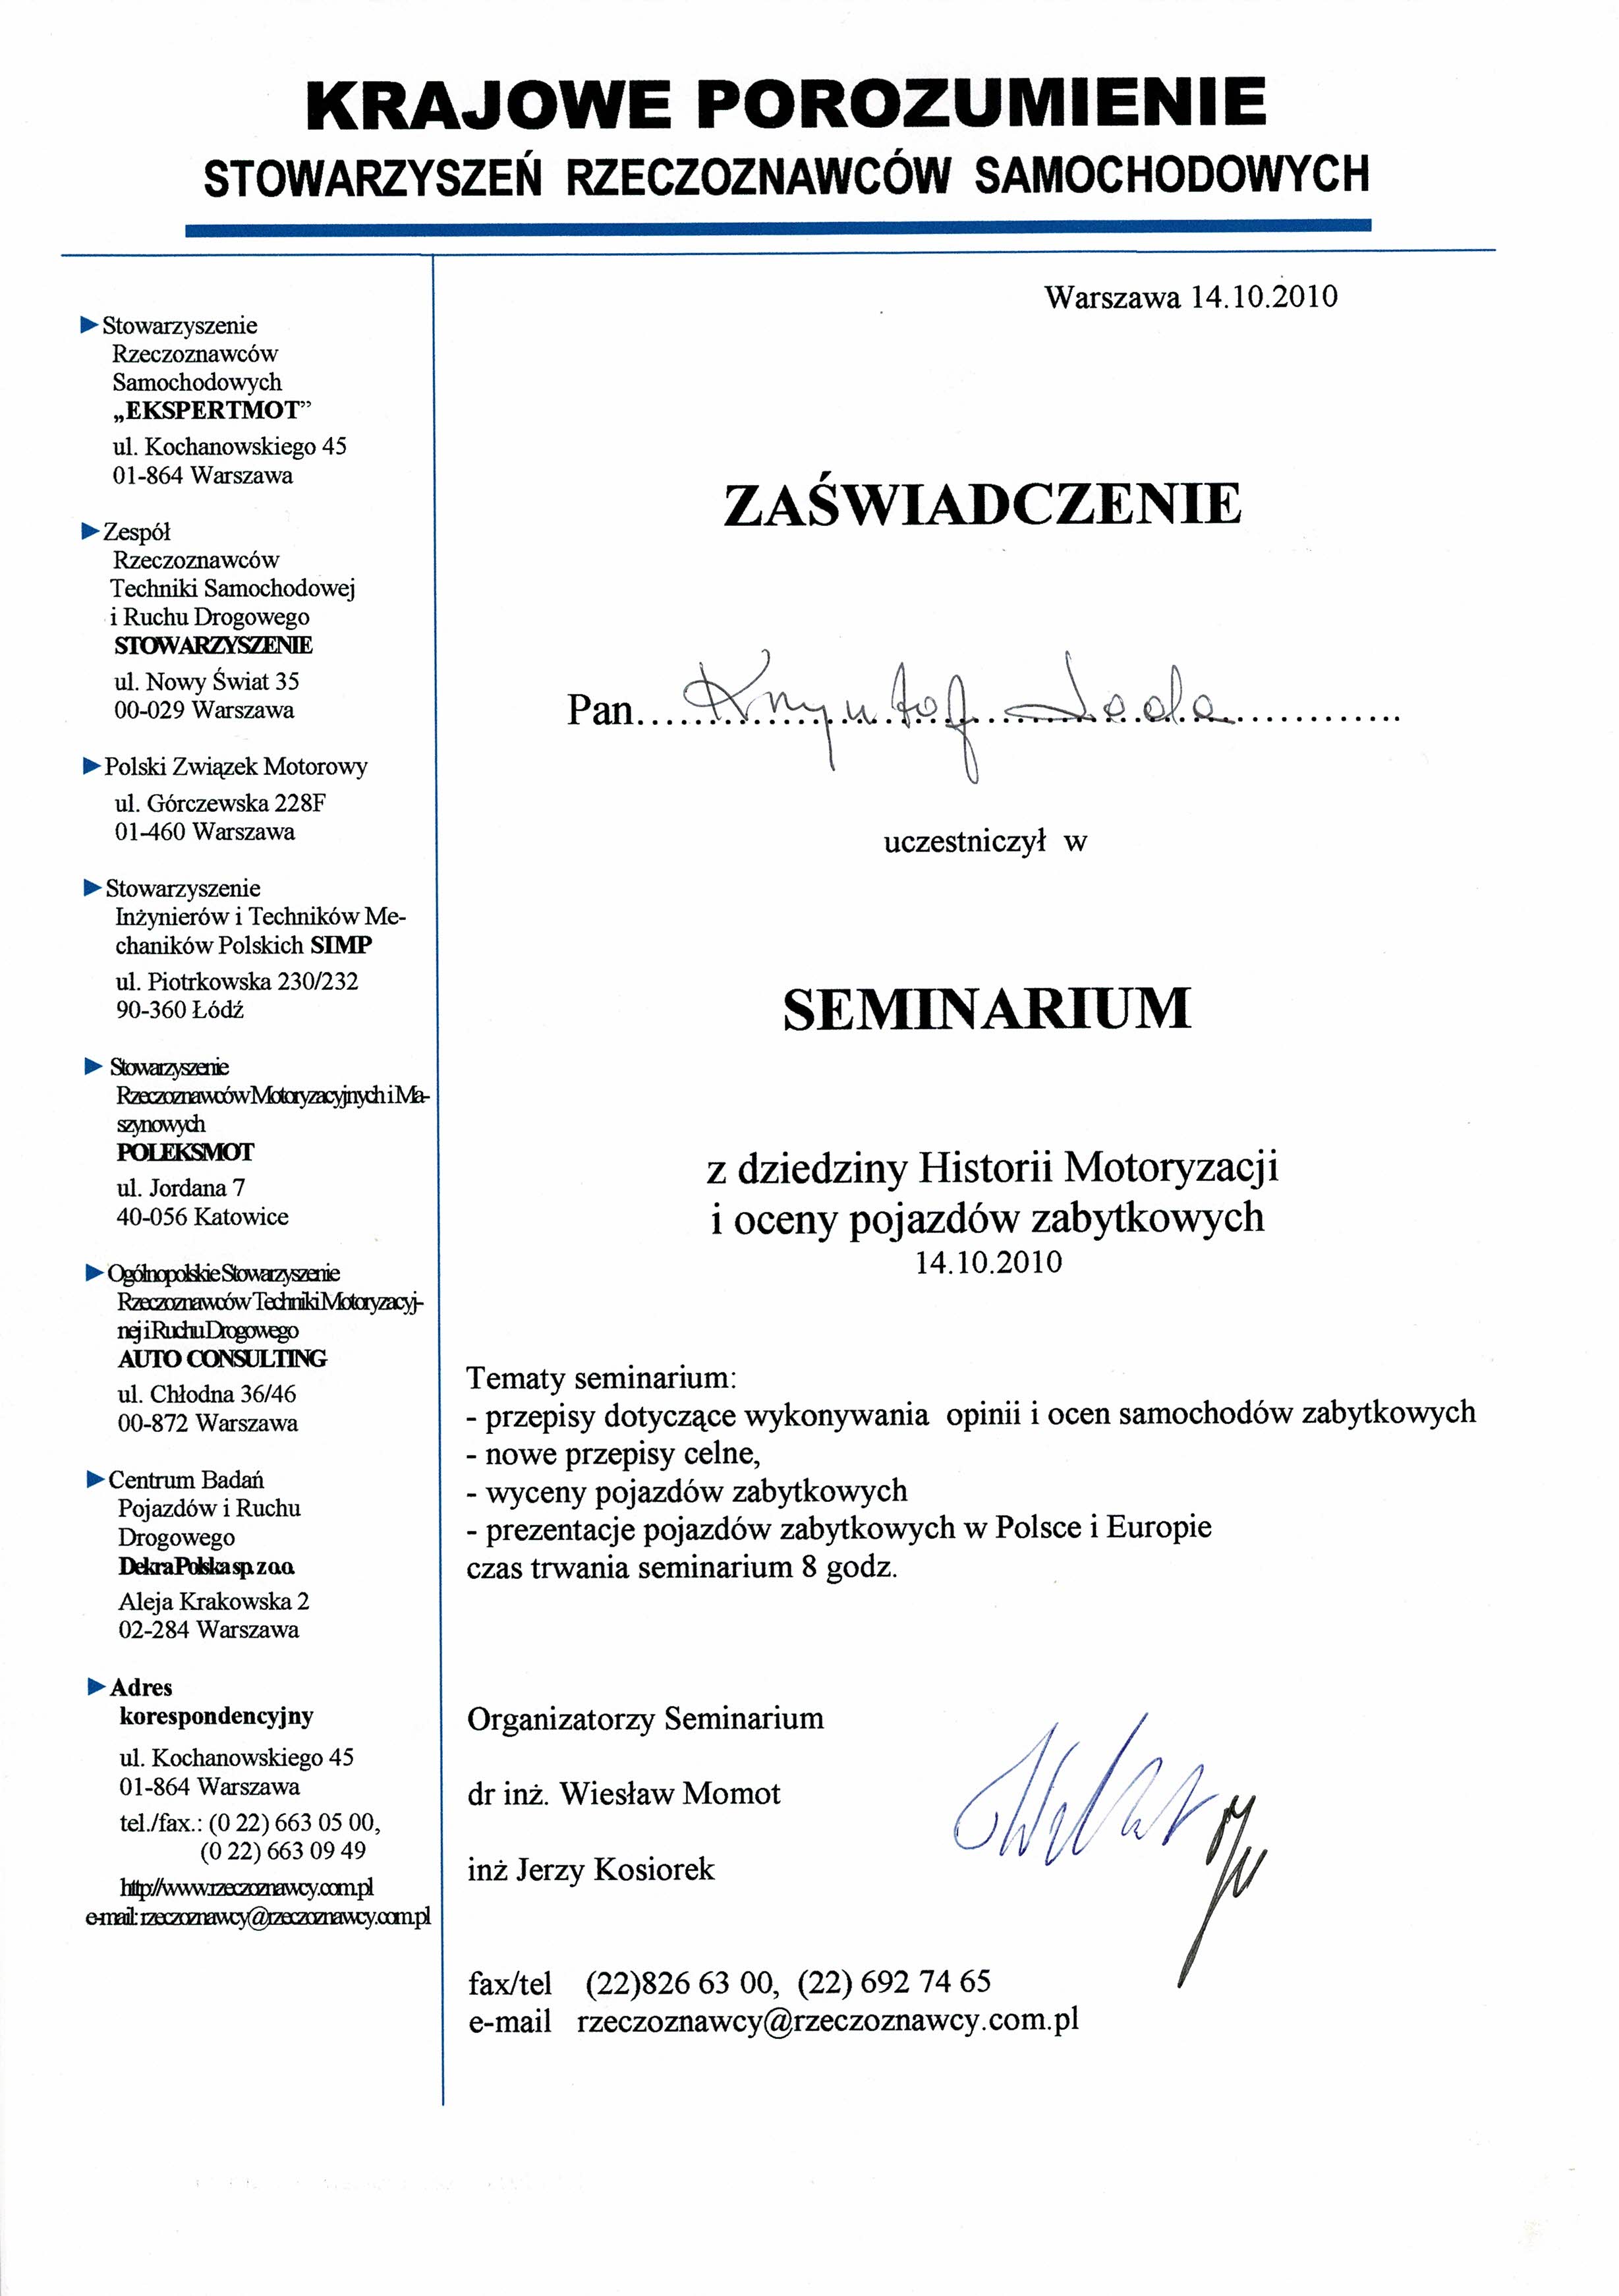 KRAJOWE POROZUMIENIE
STOWARZYSZEŃ RZECZOZNAWCÓW SAMOCHODOWYCH
Warszawa 14.10.2010
Stowarzyszenie
Rzeczoznawców
Samochodowych
„EKSPERTMOT”
ul. Kochanowskiego 45
01-864 Warszawa
Zespół
Rzeczoznawców
Techniki Samochodowej
i Ruchu Drogowego
STOWARZYSZENIE
ul. Nowy Świat 35
00-029 Warszawa
Polski Związek Motorowy
ul. Górczewska 228F
01-460 Warszawa
Stowarzyszenie
Inżynierów i Techników Me-
chaników Polskich SIMP
ul. Piotrkowska 230/232
90-360 Łódź
Stowarzyszenie
Rzeczoznawców Motoryzacyjnych i Ma-
szynowych
POLEKSMOT
ul. Jordana 7
40-056 Katowice
Ogólnopolskie Stowarzyszenie
Rzeczoznawców Techniki Motoryzacyj-
nej i Ruchu Drogowego
AUTO CONSULTING
ul. Chłodna 36/46
00-872 Warszawa
Centrum Badań
Pojazdów i Ruchu
Drogowego
Dekra Polska sp. z o.o.
Aleja Krakowska 2
02-284 Warszawa
Adres
korespondencyjny
ul. Kochanowskiego 45
01-864 Warszawa
tel./fax.: (0 22) 663 05 00,
(0 22) 663 09 49
http://www.rzeczoznawcy.com.pl
e-mail: rzeczoznawcy@rzeczoznawcy.com.pl
ZAŚWIADCZENIE
Pan Krzysztof
uczestniczył w
SEMINARIUM
z dziedziny Historii Motoryzacji
i oceny pojazdów zabytkowych
14.10.2010
Tematy seminarium:
- przepisy dotyczące wykonywania opinii i ocen samochodów zabytkowych
- nowe przepisy celne,
- wyceny pojazdów zabytkowych
- prezentacje pojazdów zabytkowych w Polsce i Europie
czas trwania seminarium 8 godz.
Organizatorzy Seminarium
dr inż. Wiesław Momot
inż Jerzy Kosiorek
fax/tel (22)826 63 00, (22) 692 74 65
e-mail rzeczoznawcy@rzeczoznawcy.com.pl